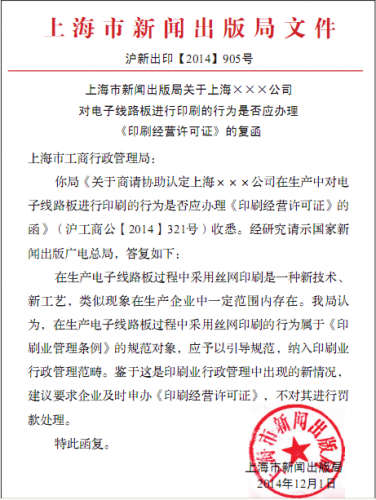 上海市新闻出版局文件
沪新出印【2014】905号
上海市新闻出版局关于上海×××公司
对电子线路板进行印刷的行为是否应办理
《印刷经营许可证》的复函
上海市工商行政管理局：
你局《关于商请协助认定上海×××公司在生产中对电
子线路板进行印刷的行为是否应办理《印刷经营许可证》的
函》（沪工商公【2014】321号）收悉。经研究请示国家新
闻出版广电总局，答复如下：
在生产电子线路板过程中采用丝网印刷是一种新技术、
新工艺，类似现象在生产企业中一定范围内存在。我局认
为，在生产电子线路板过程中采用丝网印刷的行为属于《印
刷业管理条例》的规范对象，应予以引导规范，纳入印刷业
行政管理范畴。鉴于这是印刷业行政管理中出现的新情况，
建议要求企业及时申办《印刷经营许可证》，不对其进行罚
款处理。
特此函复。
上海市新闻出版局
2014年12月1日
上海市新闻出版局